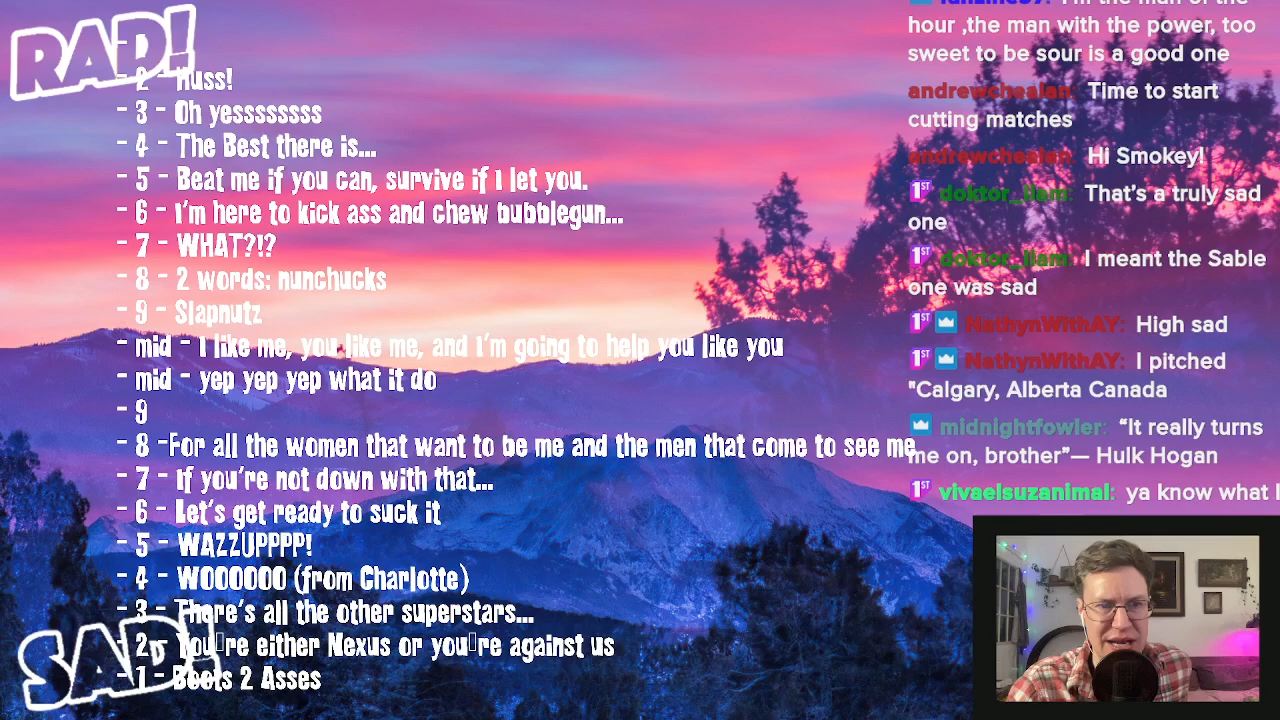 RAD!
-
- 2 - Huss!
- 3 - Oh yessssssss
- 4 - The Best there is...
- 5 - Beat me if you can, survive if I let you.
- 6 - I'm here to kick ass and chew bubblegun...
- 7 - WHAT?!?
- 8 - 2 words: nunchucks
- 9 - Slapnutz
- mid - I like me, you like me, and I'm going to help you like you
- mid - yep yep yep what it do
- 9
- 8 -For all the women that want to be me and the men that come to see me
- 7 - If you're not down with that...
- 6 - Let's get ready to suck it
- 5 - WAZZUPPPP!
- 4 - WOOOOOO (from Charlotte)
- 3 - There's all the other superstars...
- 2 - You're either Nexus or you're against us
- 1 - Boots 2 Asses
SAD!
hour ,the man with the power, too
sweet to be sour is a good one
andrewchealan: Time to start
cutting matches
andrewchealan: Hi Smokey!
1ST doktor_liam: That's a truly sad
one
1ST doktor_liam: I meant the Sable
one was sad
1ST NathynWithAY: High sad
1ST NathynWithAY: I pitched
"Calgary, Alberta Canada
midnightfowler: “It really turns
me on, brother”— Hulk Hogan
1ST vivaelsuzanimal: ya know what I